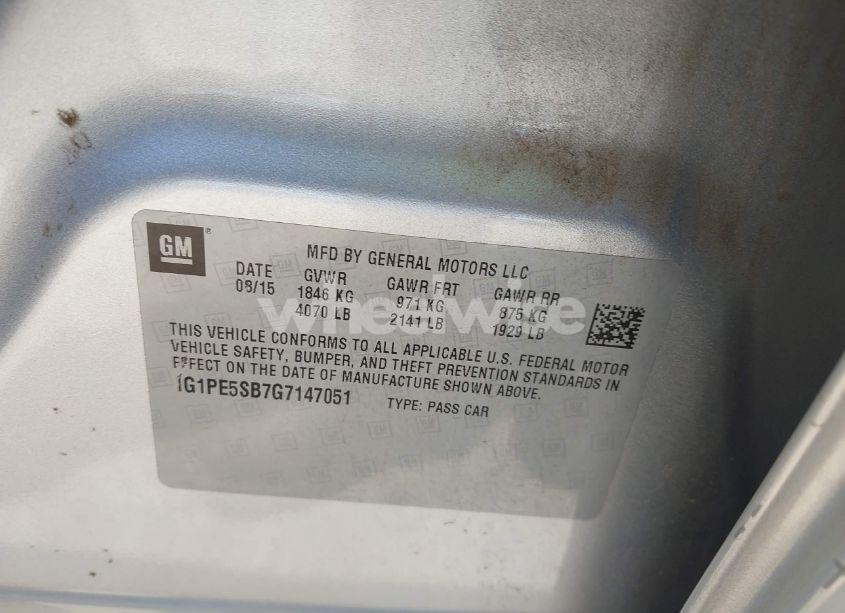 GM ®
MFD BY GENERAL MOTORS LLC
DATE GVWR GAWR FRT GAWR RR
08/15 1846 KG 971 KG 875 KG
4070 LB 2141 LB 1929 LB
wheelwise
THIS VEHICLE CONFORMS TO ALL APPLICABLE U.S. FEDERAL MOTOR
VEHICLE SAFETY, BUMPER, AND THEFT PREVENTION STANDARDS IN
EFFECT ON THE DATE OF MANUFACTURE SHOWN ABOVE.
1G1PE5SB7G7147051 TYPE: PASS CAR